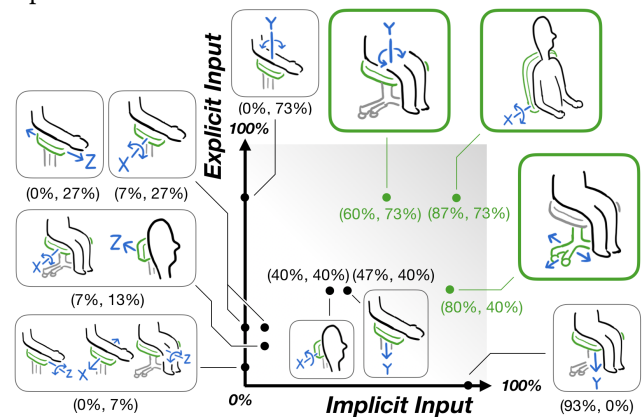 Y
(0%, 73%)
100%
Explicit Input
Y
X
Z
(0%, 27%)
X
(7%, 27%)
(60%, 73%)
(87%, 73%)
X
Z
(7%, 13%)
(40%, 40%)
(47%, 40%)
(80%, 40%)
Z
X
Z
(0%, 7%)
X
Y
Y
(93%, 0%)
0%
Implicit Input
100%